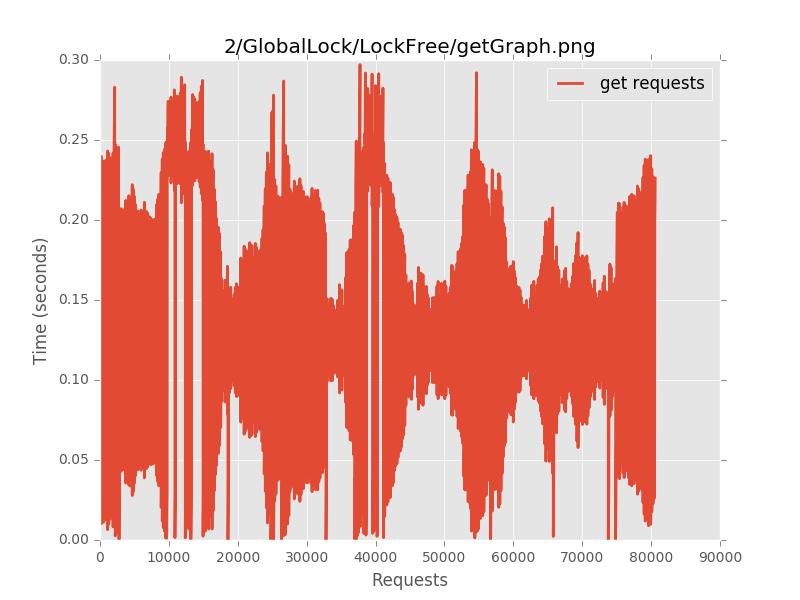 2/GlobalLock/LockFree/getGraph.png
get requests
0.30
0.25
0.20
0.15
0.10
0.05
0.00
Time (seconds)
0 10000 20000 30000 40000 50000 60000 70000 80000 90000
Requests